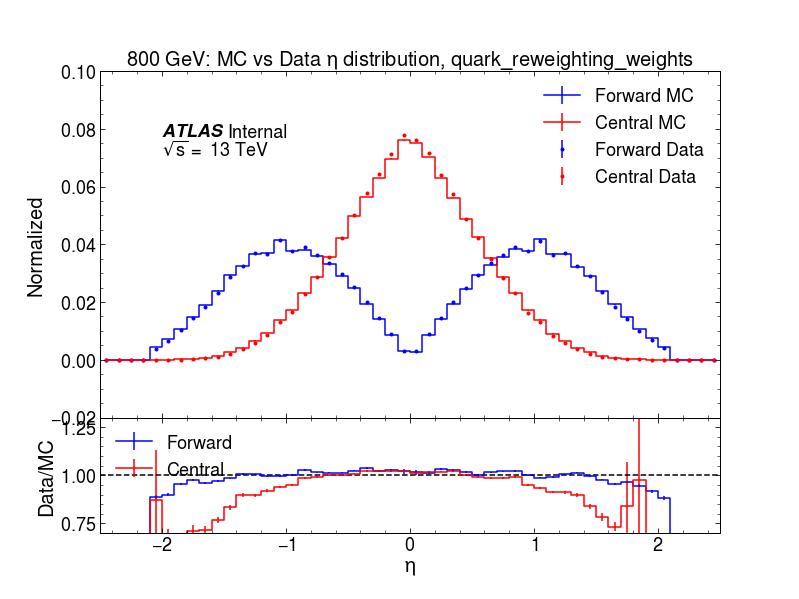 800 GeV: MC vs Data η distribution, quark_reweighting_weights
0.10
0.08
0.06
0.04
0.02
0.00
−0.02
Normalized
ATLAS Internal
√s = 13 TeV
Forward MC
Central MC
Forward Data
Central Data
1.25
1.00
0.75
Data/MC
Forward
Central
−2
−1
0
1
2
η